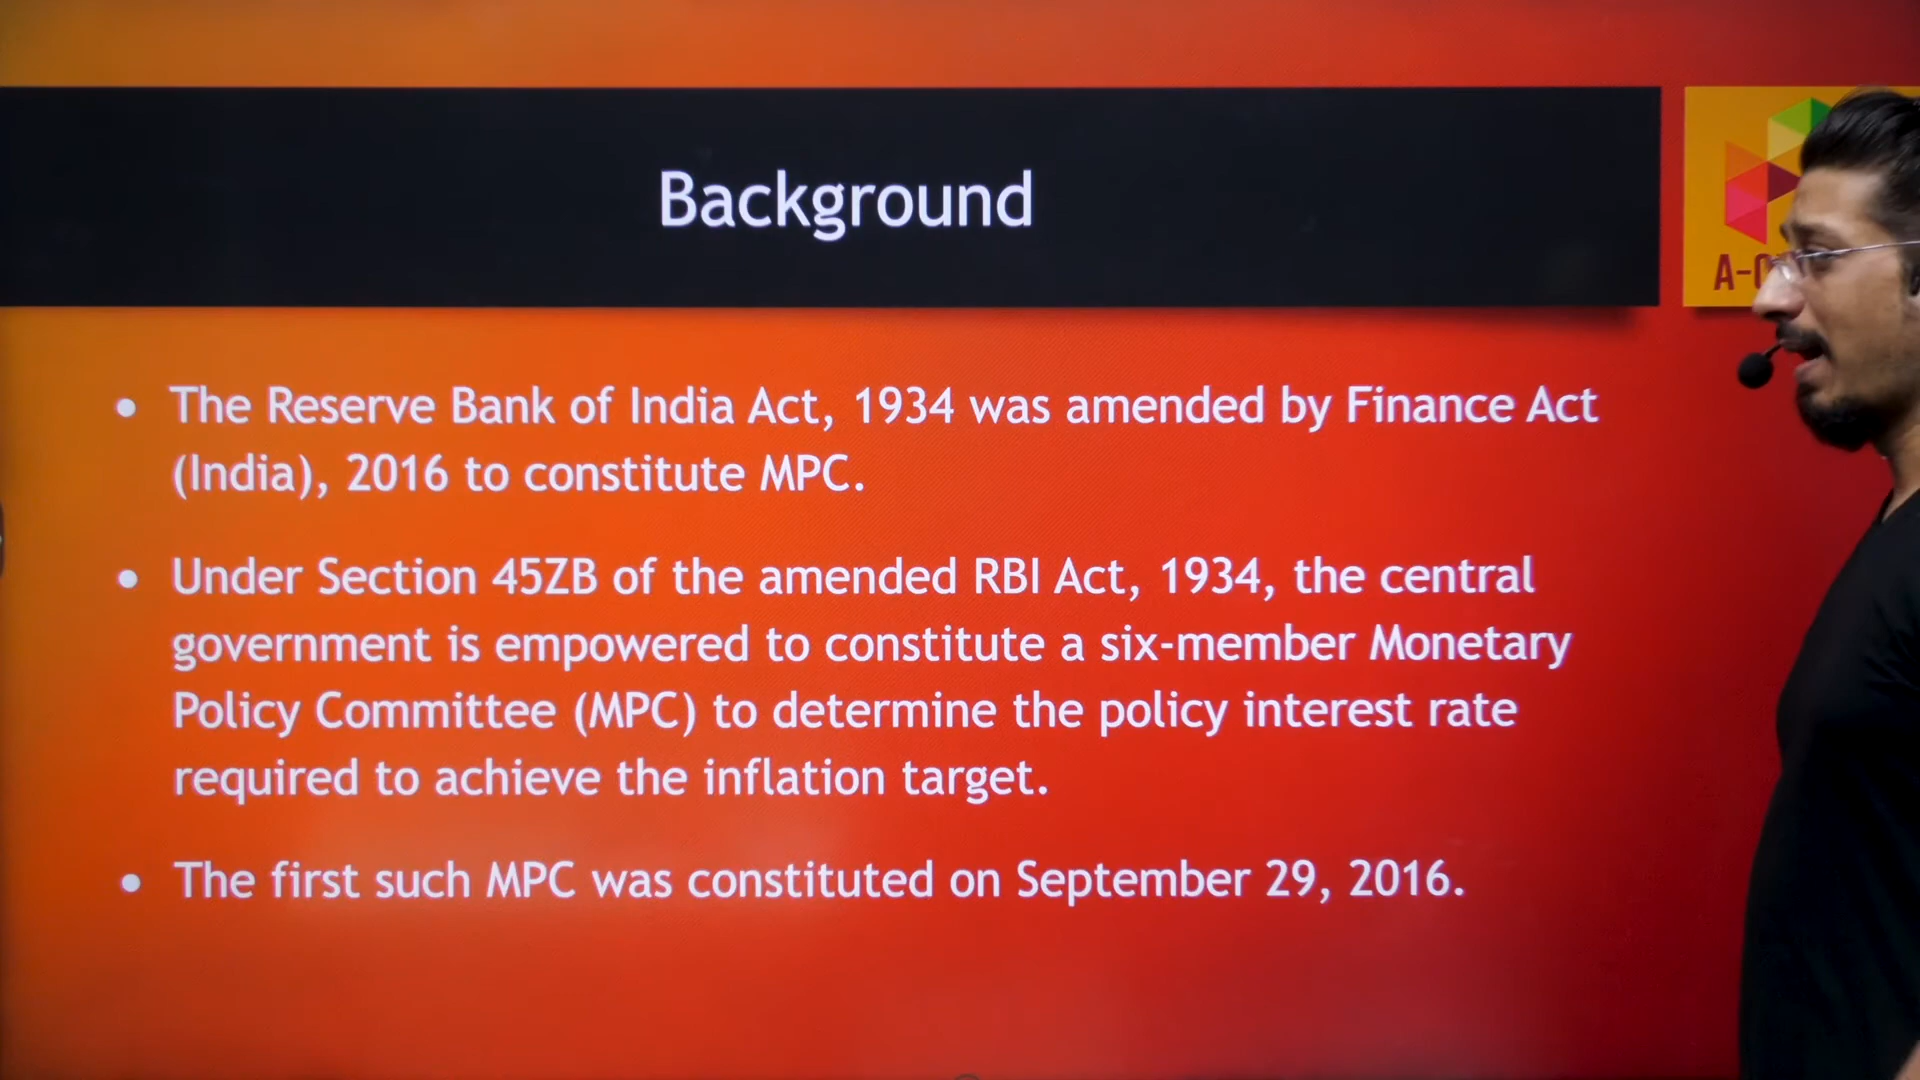 Background
• The Reserve Bank of India Act, 1934 was amended by Finance Act
(India), 2016 to constitute MPC.
• Under Section 45ZB of the amended RBI Act, 1934, the central
government is empowered to constitute a six-member Monetary
Policy Committee (MPC) to determine the policy interest rate
required to achieve the inflation target.
• The first such MPC was constituted on September 29, 2016.